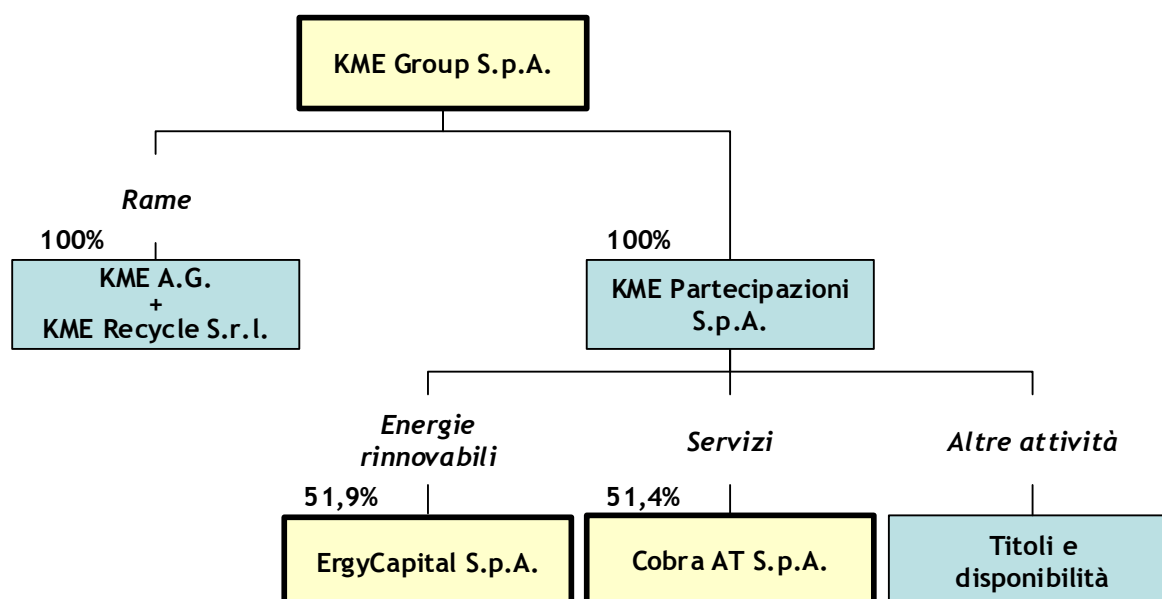 KME Group S.p.A.
Rame
100%
KME A.G.
+
KME Recycle S.r.l.
100%
KME Partecipazioni
S.p.A.
Energie
rinnovabili
51,9%
ErgyCapital S.p.A.
Servizi
51,4%
Cobra AT S.p.A.
Altre attività
Titoli e
disponibilità